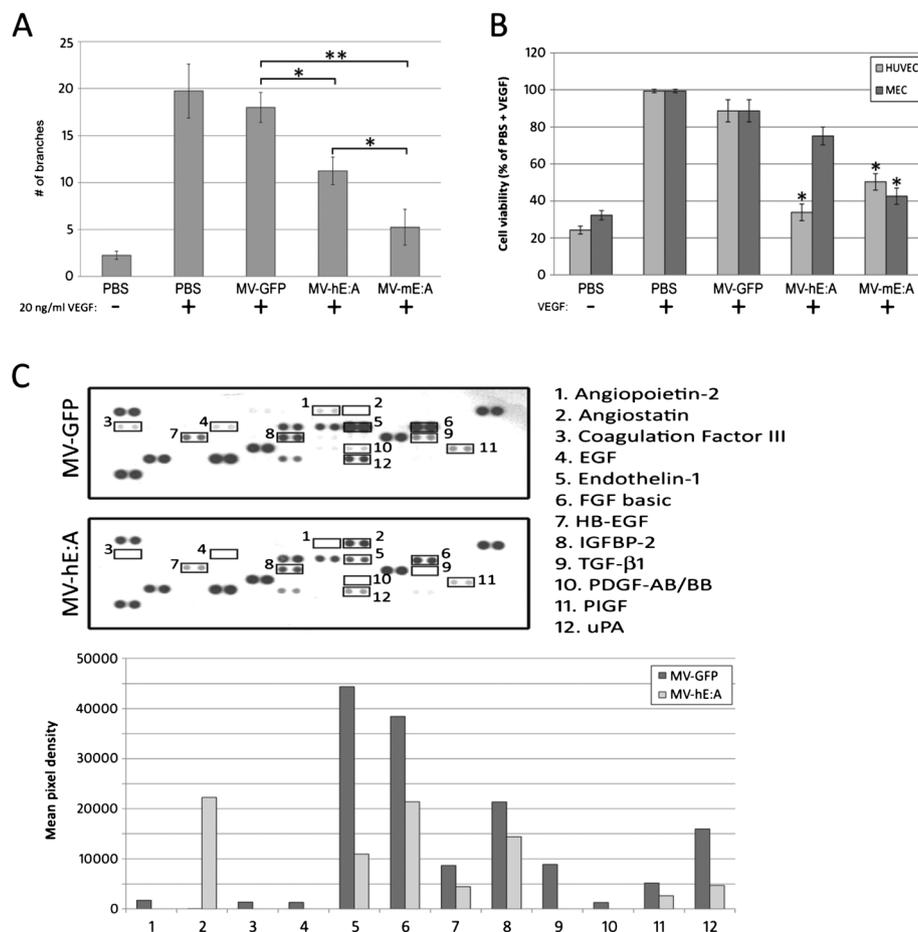 A
25
20
15
10
5
0
# of branches
**
*
*
PBS PBS MV-GFP MV-hE:A MV-mE:A
20 ng/ml VEGF: - + + + +
B
120
100
80
60
40
20
0
Cell viability (% of PBS + VEGF)
HUVEC
MEC
* * *
PBS PBS MV-GFP MV-hE:A MV-mE:A
VEGF: - + + + +
C
MV-GFP
1 2
3 4 5 6
7 8 9
10 11
12
MV-hE:A
1 2
3 4 5 6
7 8 9
10 11
12
1. Angiopoietin-2
2. Angiostatin
3. Coagulation Factor III
4. EGF
5. Endothelin-1
6. FGF basic
7. HB-EGF
8. IGFBP-2
9. TGF-β1
10. PDGF-AB/BB
11. PIGF
12. uPA
50000
40000
30000
20000
10000
0
Mean pixel density
MV-GFP
MV-hE:A
1 2 3 4 5 6 7 8 9 10 11 12